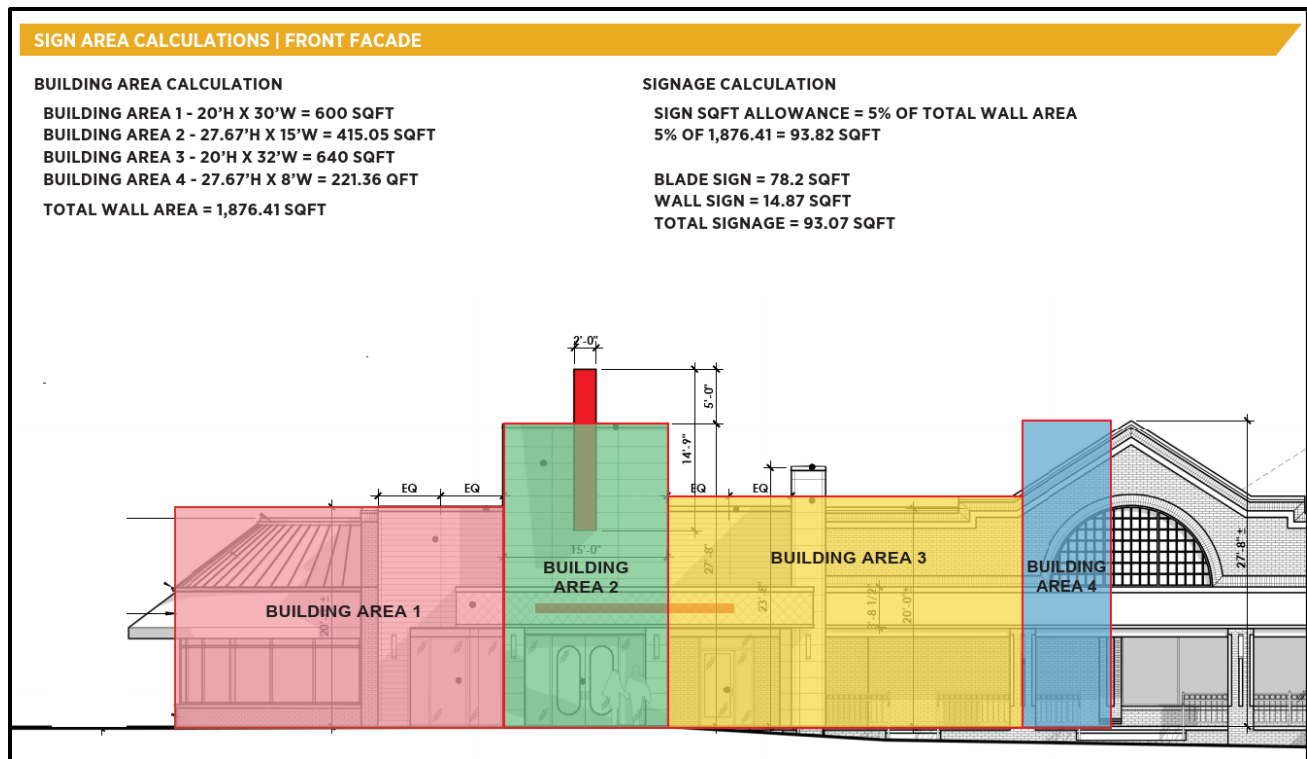 SIGN AREA CALCULATIONS | FRONT FACADE
BUILDING AREA CALCULATION
BUILDING AREA 1 - 20'H X 30'W = 600 SQFT
BUILDING AREA 2 - 27.67'H X 15'W = 415.05 SQFT
BUILDING AREA 3 - 20'H X 32'W = 640 SQFT
BUILDING AREA 4 - 27.67'H X 8'W = 221.36 QFT
TOTAL WALL AREA = 1,876.41 SQFT
SIGNAGE CALCULATION
SIGN SQFT ALLOWANCE = 5% OF TOTAL WALL AREA
5% OF 1,876.41 = 93.82 SQFT
BLADE SIGN = 78.2 SQFT
WALL SIGN = 14.87 SQFT
TOTAL SIGNAGE = 93.07 SQFT
2'-0"
5'-0"
14'-9"
EQ
EQ
EQ
EQ
15'-0"
27'-8"
23'-8"
20'-0"±
27'-8" ±
BUILDING AREA 1
BUILDING
AREA 2
BUILDING AREA 3
BUILDING
AREA 4